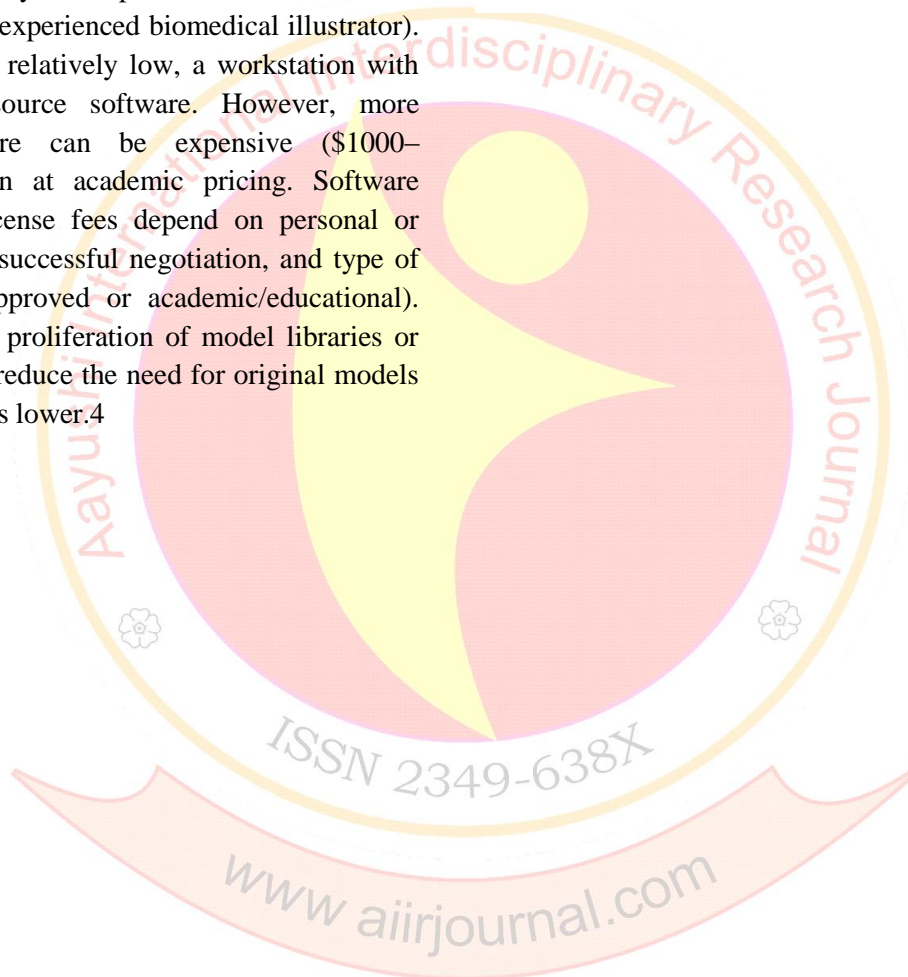 experienced biomedical illustrator).
relatively low, a workstation with
source software. However, more
re can be expensive ($1000–
n at academic pricing. Software
cense fees depend on personal or
successful negotiation, and type of
pproved or academic/educational).
proliferation of model libraries or
reduce the need for original models
s lower.4
Aayushi International Interdisciplinary Research Journal
ISSN 2349-638X
www aiirjournal.com